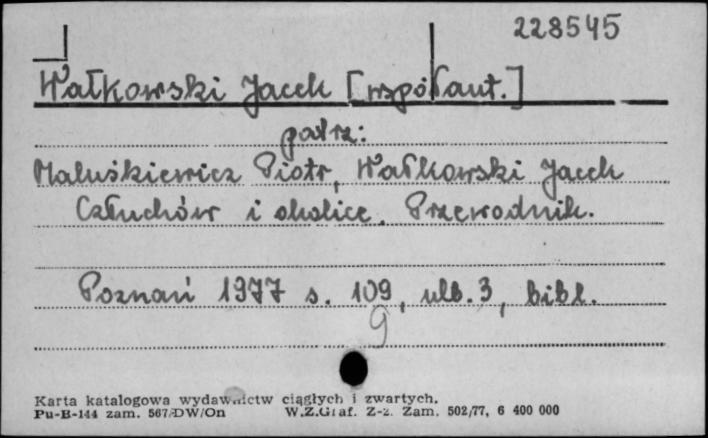 228545
Wałkowski Jacek [współaut.]
patrz:
Maluśkiewicz Piotr, Wałkowski Jacek
Człuchów i okolice. Przewodnik.
Poznań 1977 s. 109, ulb. 3, bibl.
9
Karta katalogowa wydawnictw ciągłych i zwartych.
Pu-B-144 zam. 567/DW/On W.Z.Graf. Z-2. Zam. 502/77, 6 400 000